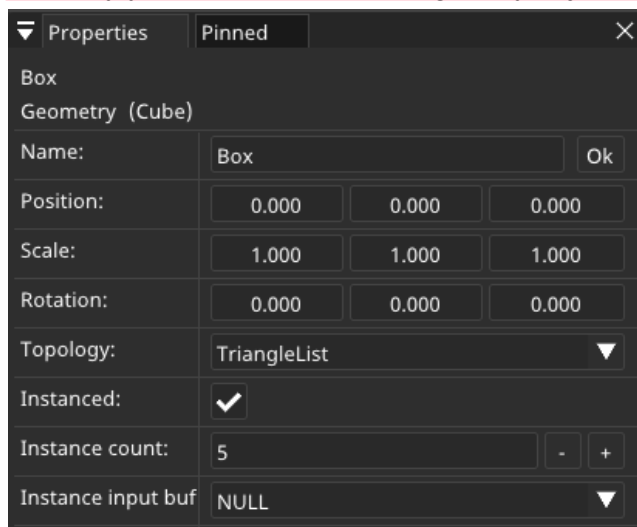 Properties Pinned
Box
Geometry (Cube)
Name: Box Ok
Position: 0.000 0.000 0.000
Scale: 1.000 1.000 1.000
Rotation: 0.000 0.000 0.000
Topology: TriangleList
Instanced:
Instance count: 5 - +
Instance input buf NULL